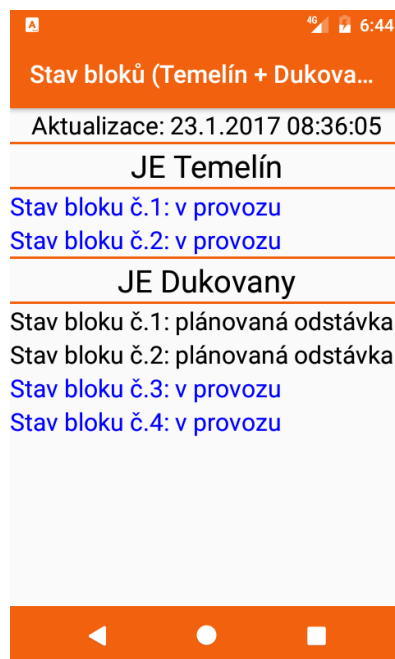 4G 6:44
Stav bloků (Temelín + Dukova...
Aktualizace: 23.1.2017 08:36:05
JE Temelín
Stav bloku č.1: v provozu
Stav bloku č.2: v provozu
JE Dukovany
Stav bloku č.1: plánovaná odstávka
Stav bloku č.2: plánovaná odstávka
Stav bloku č.3: v provozu
Stav bloku č.4: v provozu